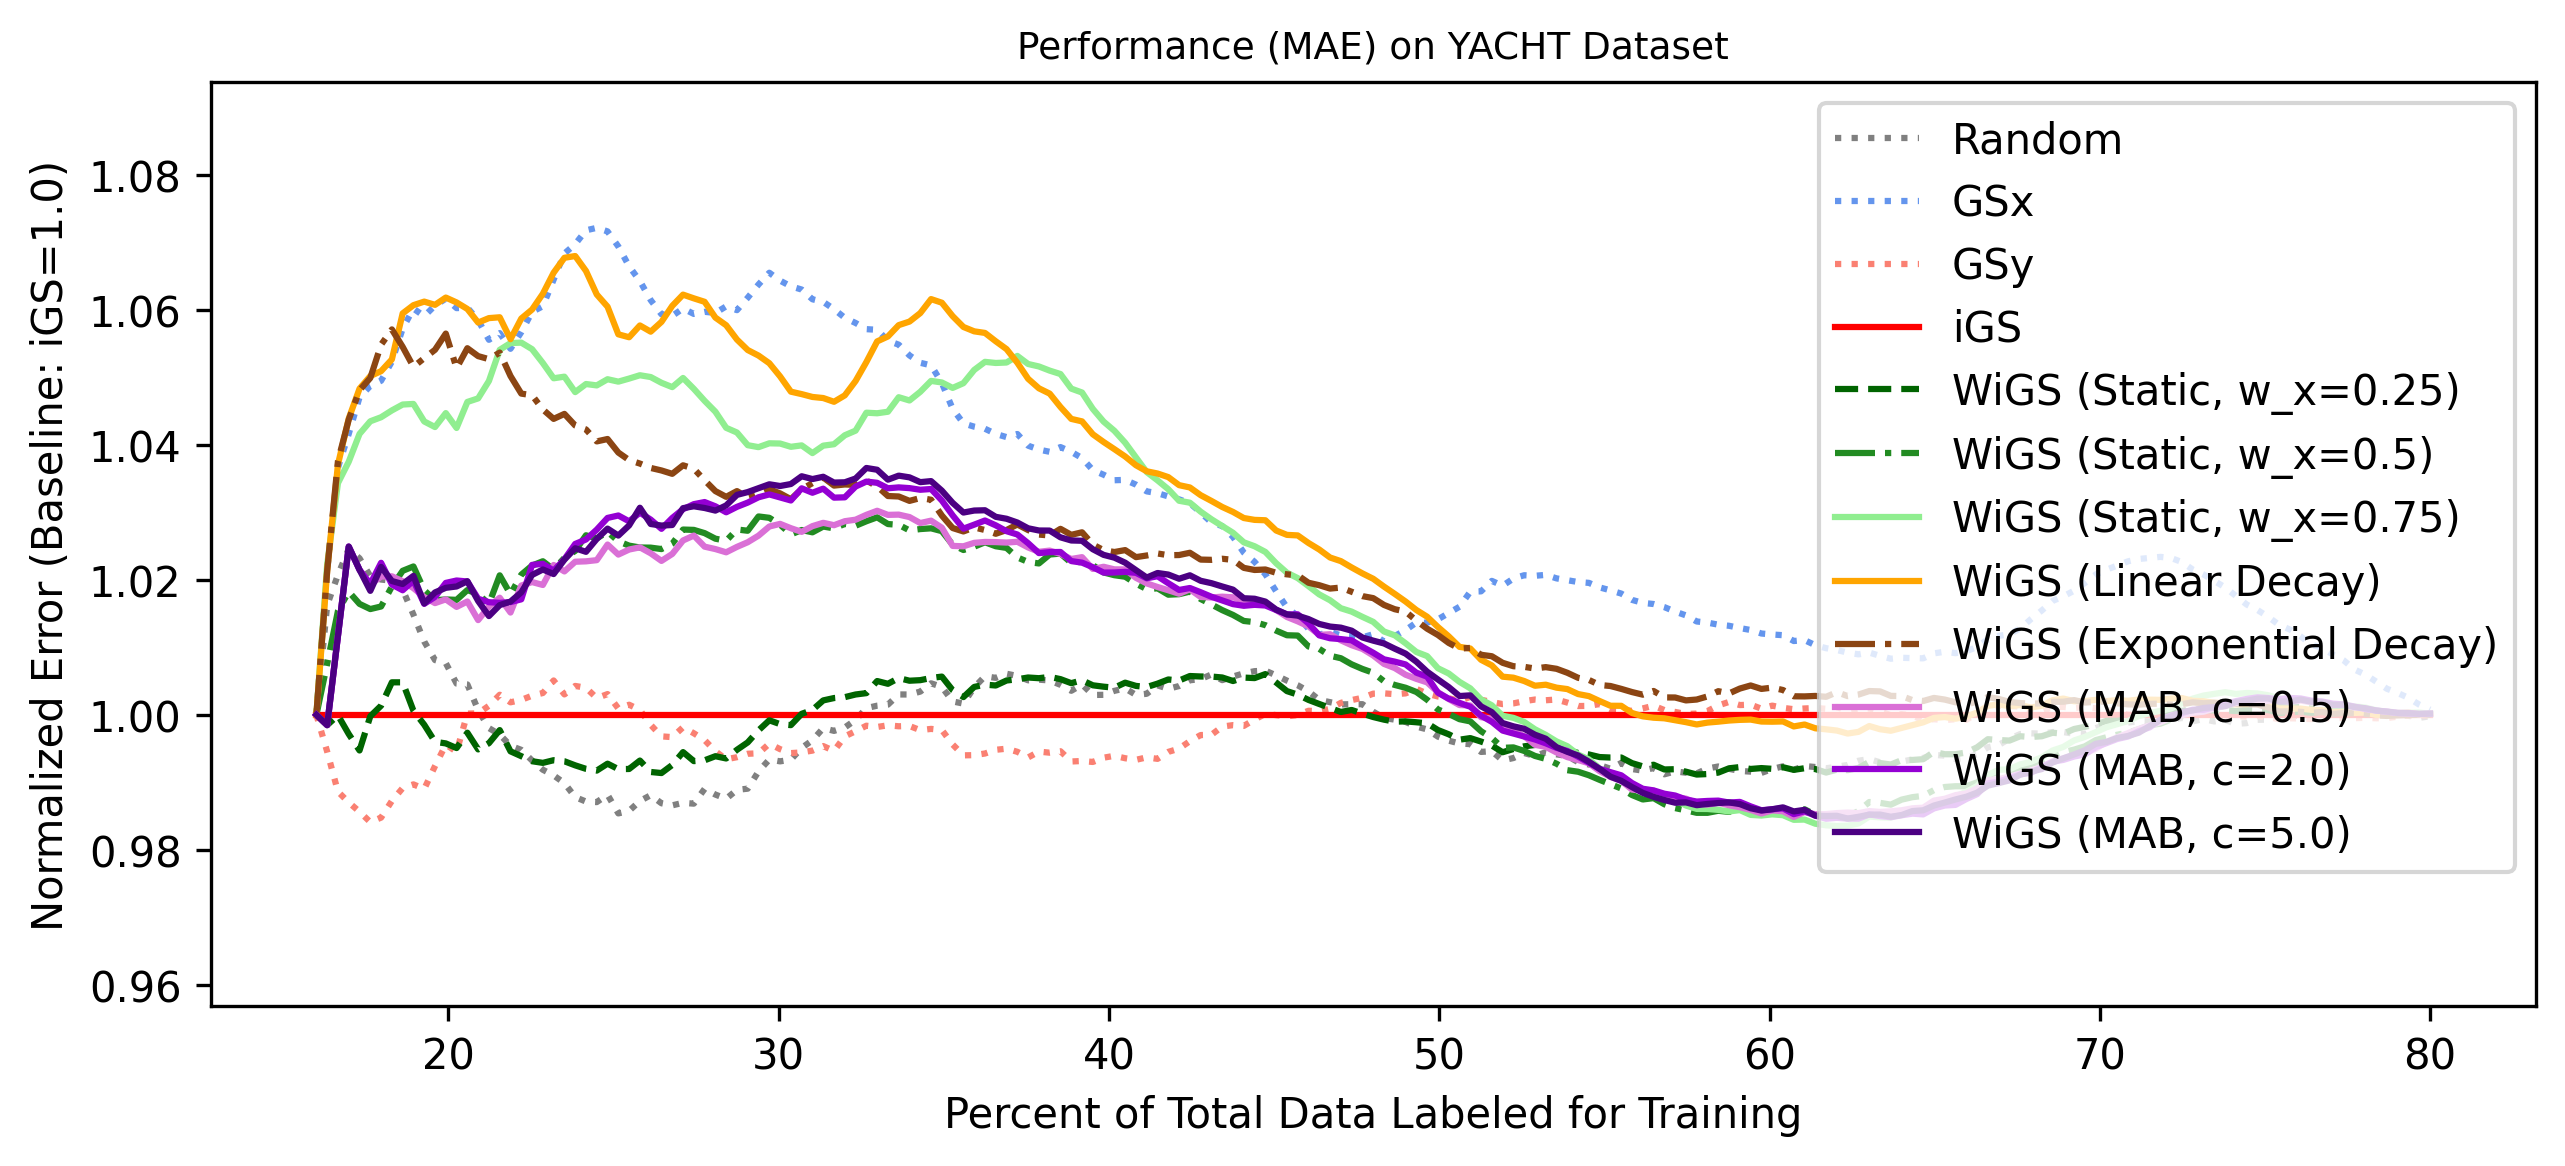 Performance (MAE) on YACHT Dataset
Normalized Error (Baseline: iGS=1.0)
1.08
1.06
1.04
1.02
1.00
0.98
0.96
Random
GSx
GSy
iGS
WiGS (Static, w_x=0.25)
WiGS (Static, w_x=0.5)
WiGS (Static, w_x=0.75)
WiGS (Linear Decay)
WiGS (Exponential Decay)
WiGS (MAB, c=0.5)
WiGS (MAB, c=2.0)
WiGS (MAB, c=5.0)
20 30 40 50 60 70 80
Percent of Total Data Labeled for Training